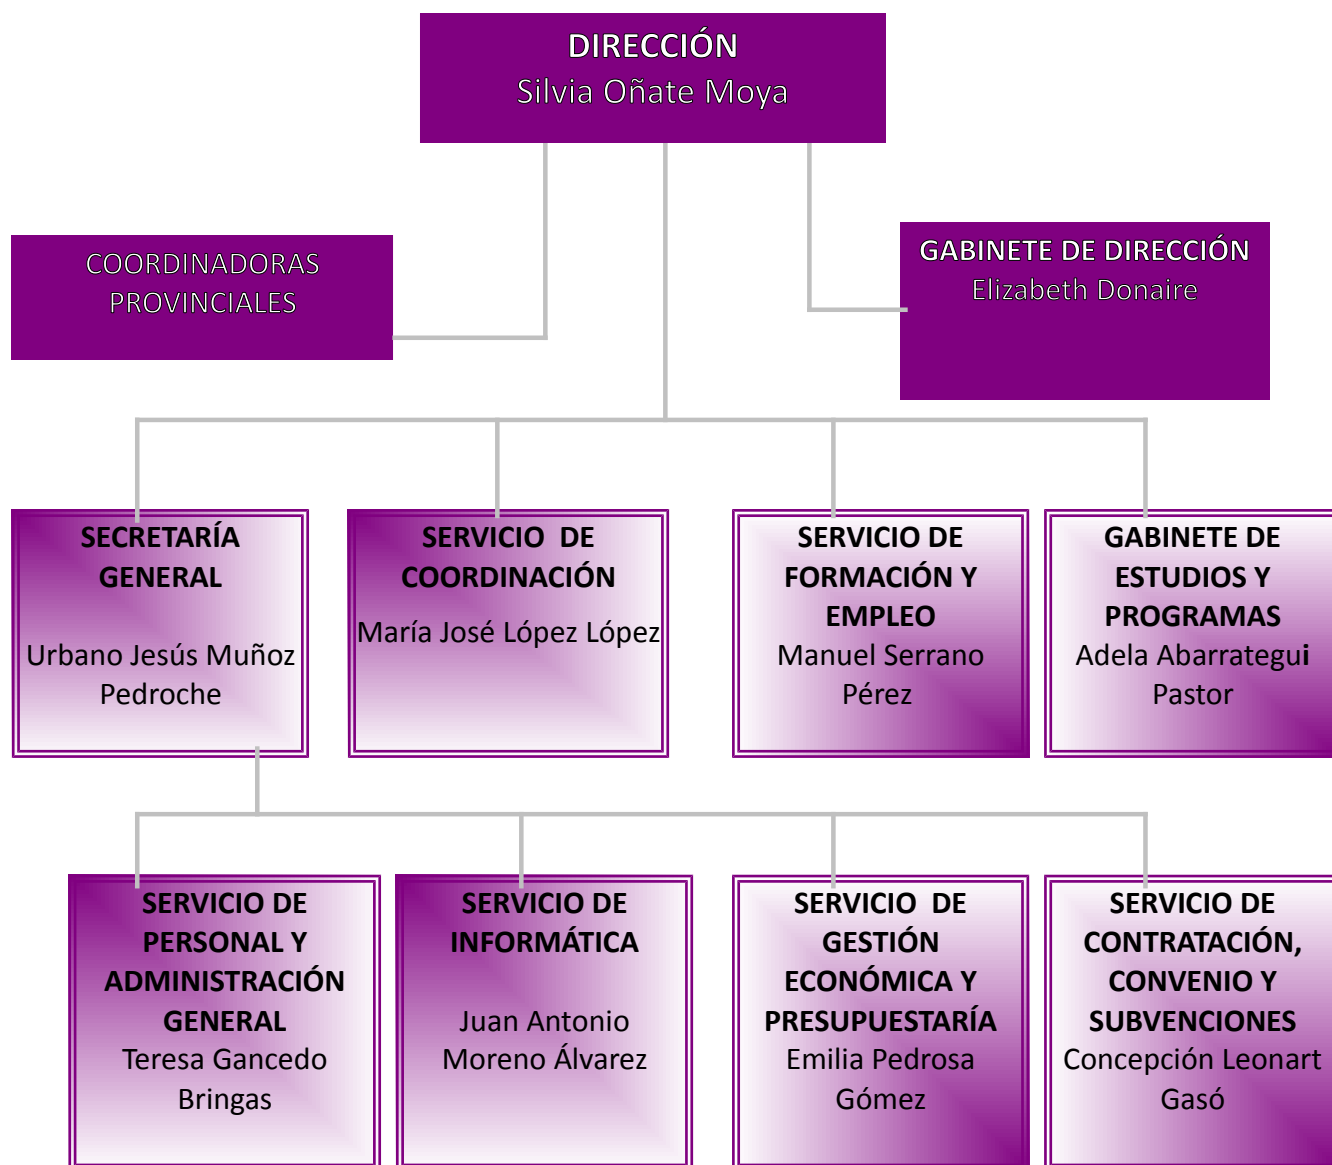 DIRECCIÓN
Silvia Oñate Moya
COORDINADORAS
PROVINCIALES
GABINETE DE DIRECCIÓN
Elizabeth Donaire
SECRETARÍA
GENERAL
Urbano Jesús Muñoz
Pedroche
SERVICIO DE
COORDINACIÓN
María José López López
SERVICIO DE
FORMACIÓN Y
EMPLEO
Manuel Serrano
Pérez
GABINETE DE
ESTUDIOS Y
PROGRAMAS
Adela Abarrategui
Pastor
SERVICIO DE
PERSONAL Y
ADMINISTRACIÓN
GENERAL
Teresa Gancedo
Bringas
SERVICIO DE
INFORMÁTICA
Juan Antonio
Moreno Álvarez
SERVICIO DE
GESTIÓN
ECONÓMICA Y
PRESUPUESTARÍA
Emilia Pedrosa
Gómez
SERVICIO DE
CONTRATACIÓN,
CONVENIO Y
SUBVENCIONES
Concepción Leonart
Gasó